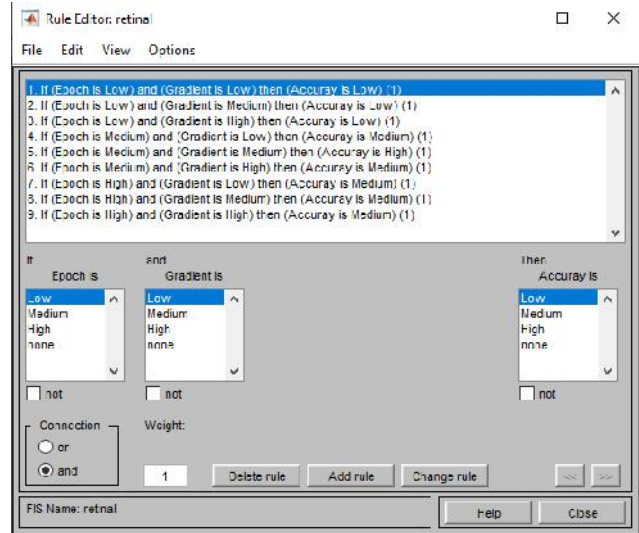 Rule Editor: retinal
File Edit View Options
1. If (Epoch is Low) and (Gradient is Low) then (Accuray is Low) (1)
2. If (Epoch is Low) and (Gradient is Medium) then (Accuray is Low) (1)
3. If (Epoch is Low) and (Gradient is High) then (Accuray is Low) (1)
4. If (Epoch is Medium) and (Gradient is Low) then (Accuray is Medium) (1)
5. If (Epoch is Medium) and (Gradient is Medium) then (Accuray is High) (1)
6. If (Epoch is Medium) and (Gradient is High) then (Accuray is Medium) (1)
7. If (Epoch is High) and (Gradient is Low) then (Accuray is Medium) (1)
8. If (Epoch is High) and (Gradient is Medium) then (Accuray is Medium) (1)
9. If (Epoch is High) and (Gradient is High) then (Accuray is Medium) (1)
If and Then
Epoch is Gradient is Accuray is
Low Low Low
Medium Medium Medium
High High High
none none none
not not not
Connection Weight:
or
and 1 Delete rule Add rule Change rule << >>
FIS Name: retinal Help Close